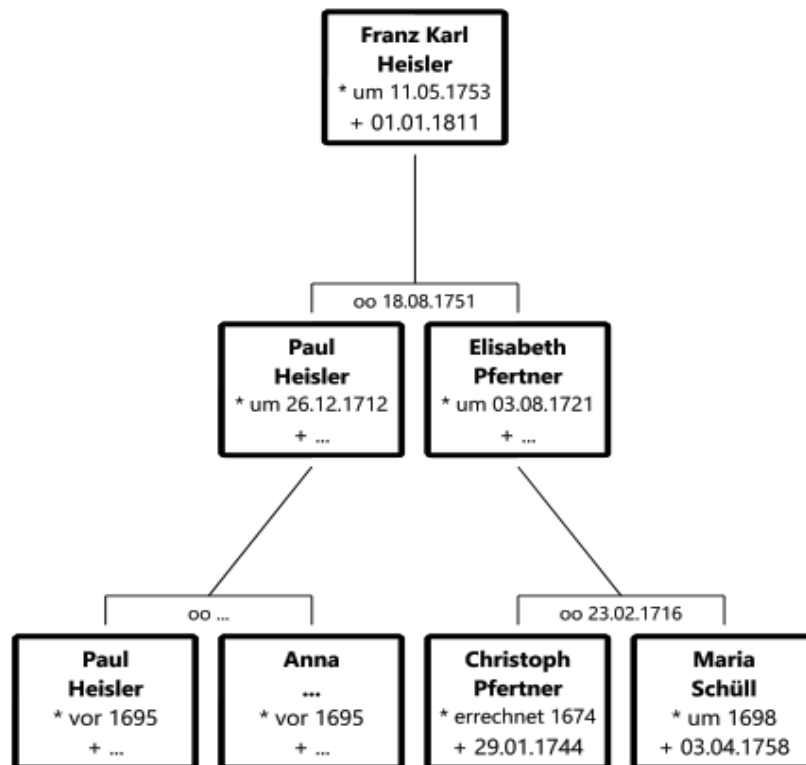 Franz Karl
Heisler
* um 11.05.1753
+ 01.01.1811
oo 18.08.1751
Paul
Heisler
* um 26.12.1712
+ ...
Elisabeth
Pfertner
* um 03.08.1721
+ ...
oo ...
oo 23.02.1716
Paul
Heisler
* vor 1695
+ ...
Anna
...
* vor 1695
+ ...
Christoph
Pfertner
* errechnet 1674
+ 29.01.1744
Maria
Schüll
* um 1698
+ 03.04.1758